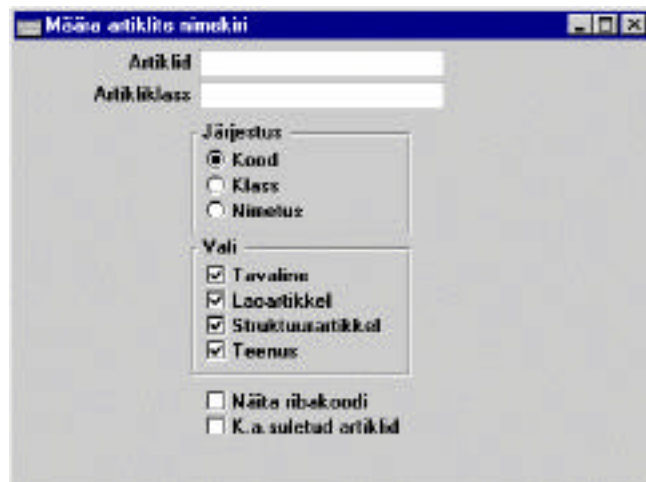 Määra artiklite nimekiri
Artiklid
Artikliklass
Järjestus
Kood
Klass
Nimetus
Vali
Tavaline
Laoartikkel
Struktuurartikkel
Teenus
Näita ribakoodi
K.a. suletud artiklid